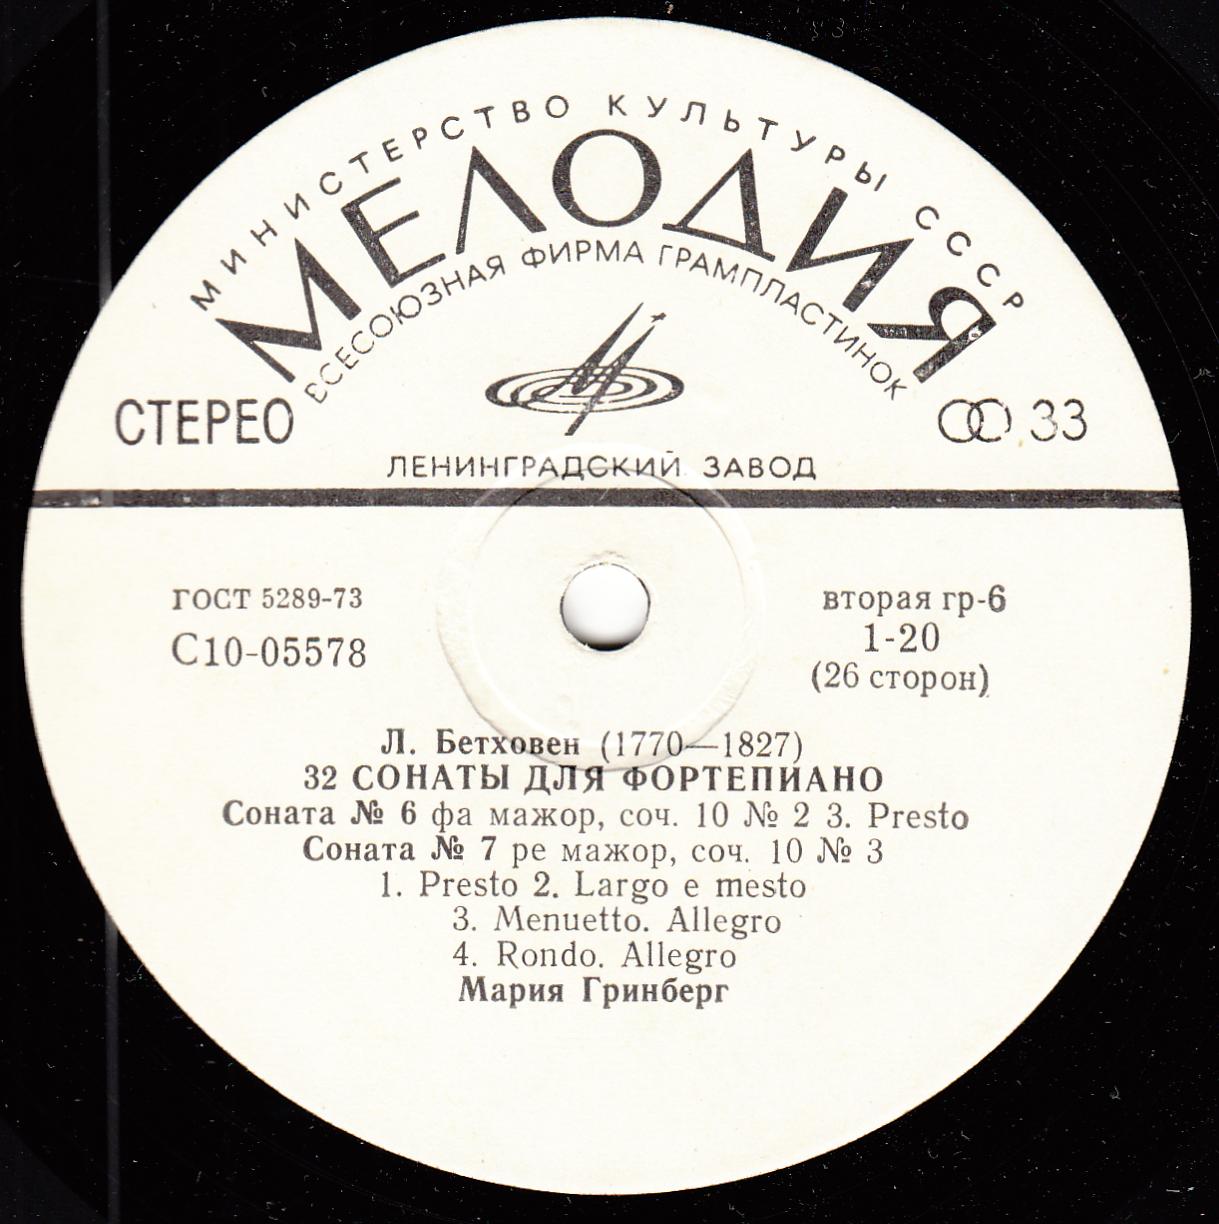 МИНИСТЕРСТВО КУЛЬТУРЫ СССР
МЕЛОДИЯ
ВСЕСОЮЗНАЯ ФИРМА ГРАМПЛАСТИНОК
СТЕРЕО
33
ЛЕНИНГРАДСКИЙ ЗАВОД
ГОСТ 5289-73
вторая гр-6
С10-05578
1-20
(26 сторон)
Л. Бетховен (1770—1827)
32 СОНАТЫ ДЛЯ ФОРТЕПИАНО
Соната № 6 фа мажор, соч. 10 № 2 3. Presto
Соната № 7 ре мажор, соч. 10 № 3
1. Presto 2. Largo e mesto
3. Menuetto. Allegro
4. Rondo. Allegro
Мария Гринберг